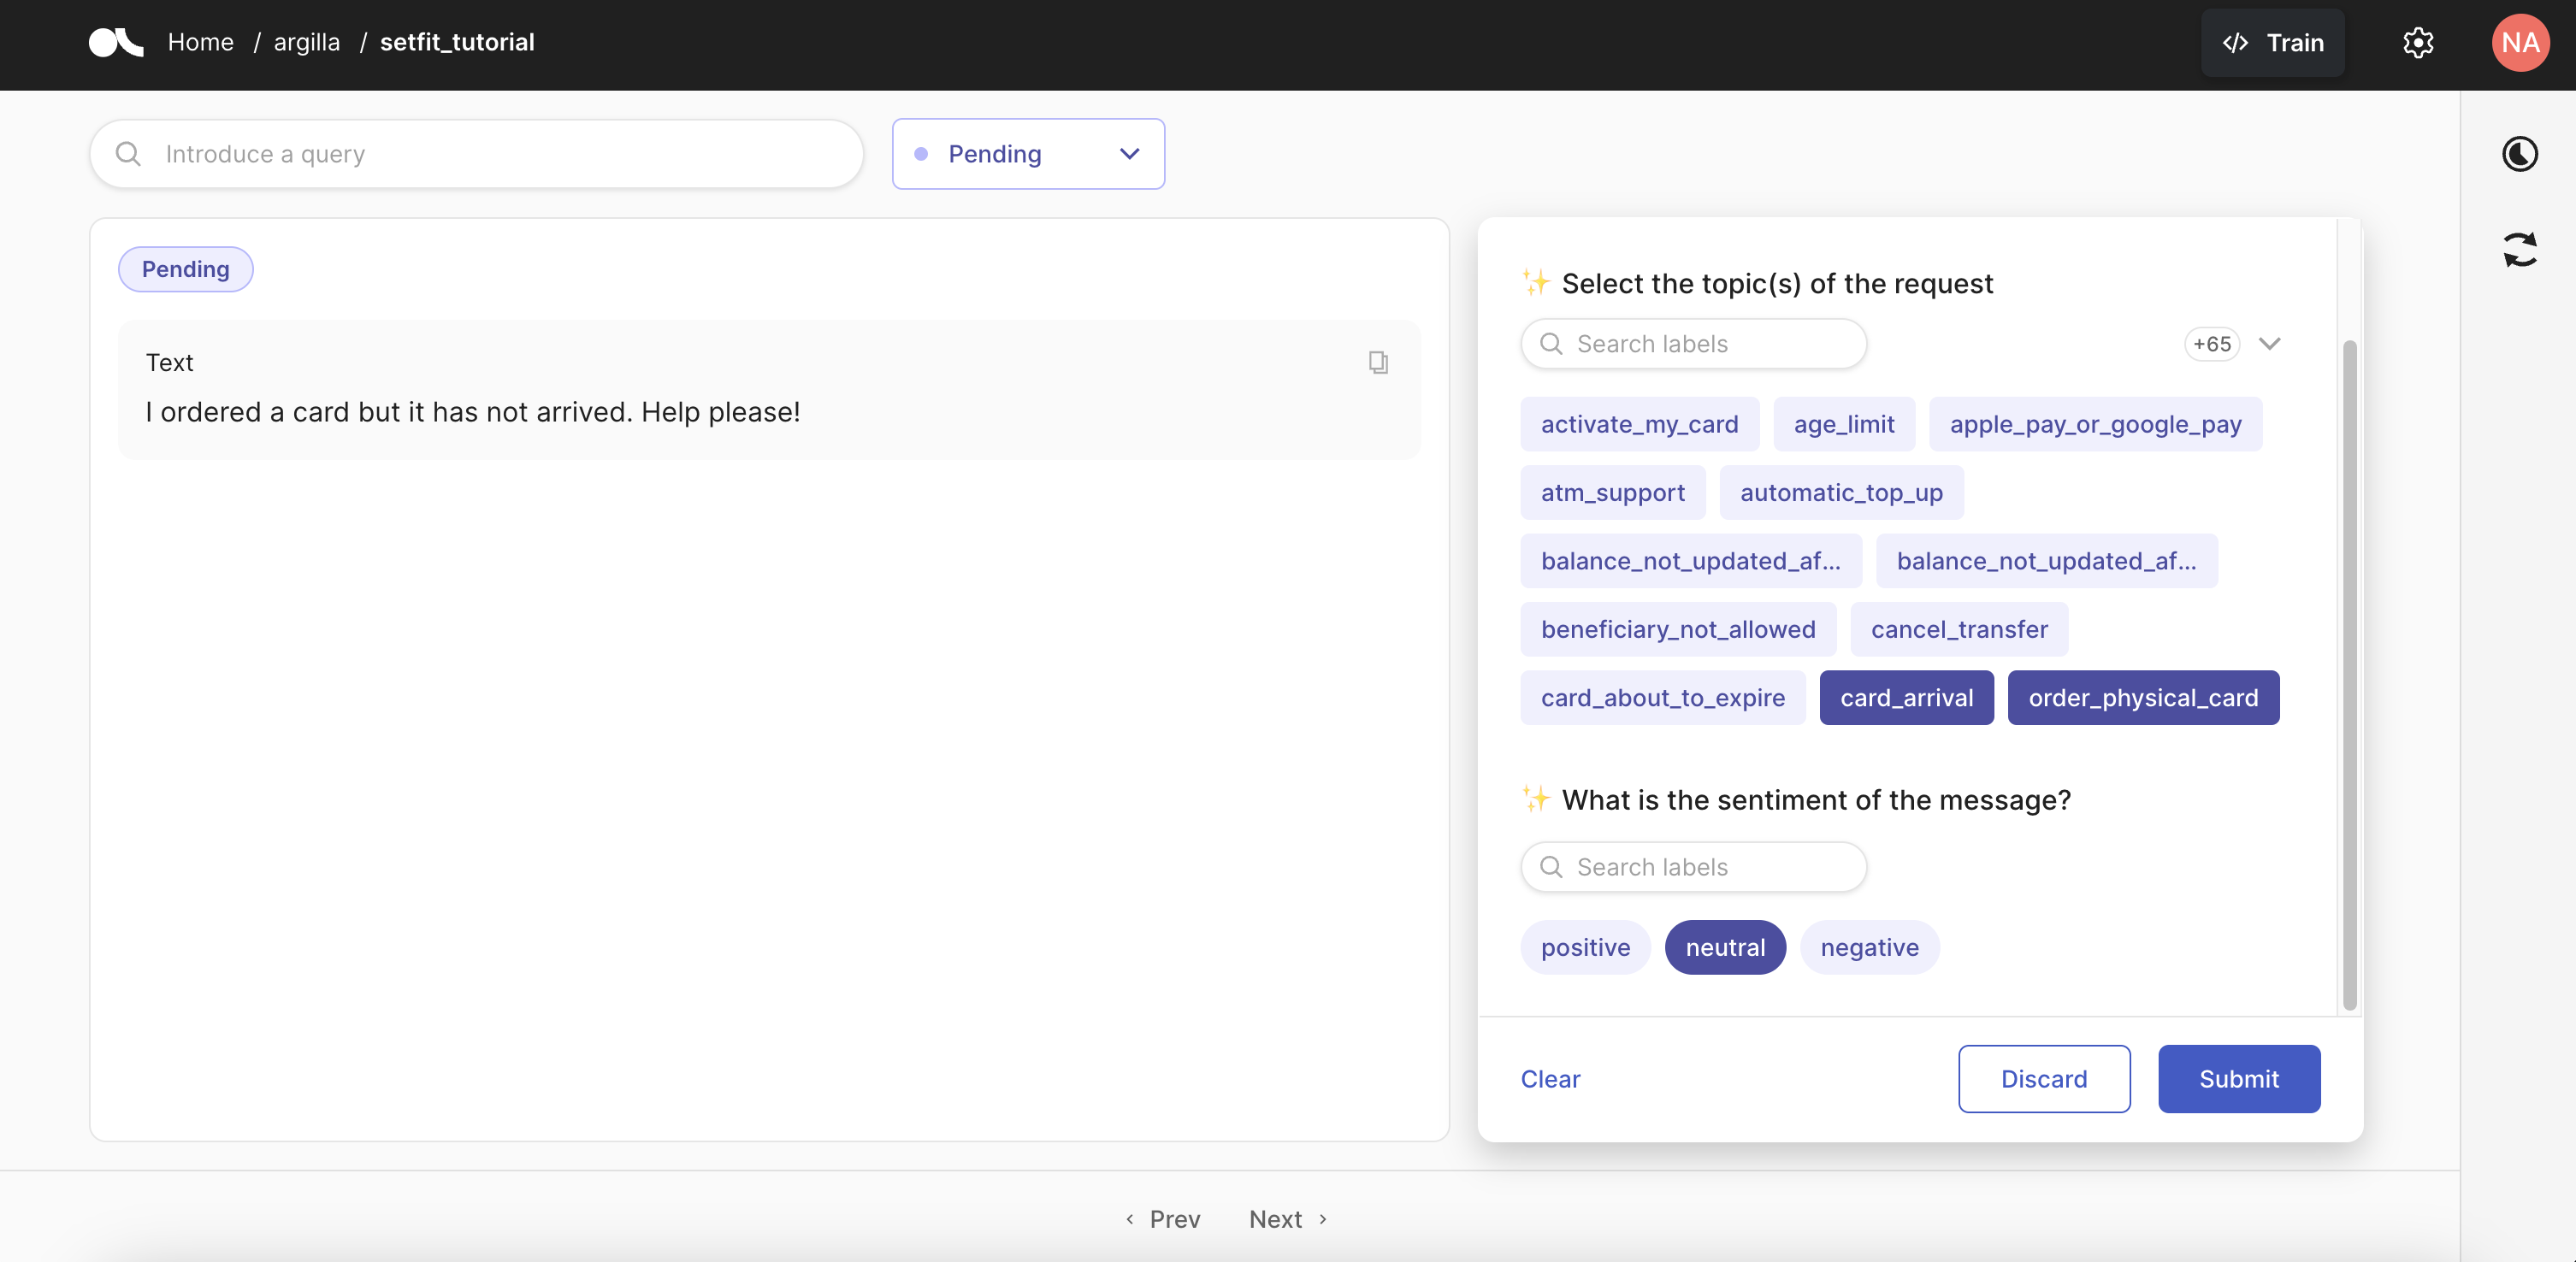 Home / argilla / setfit_tutorial
</> Train
NA
Introduce a query
Pending
Pending
Text
I ordered a card but it has not arrived. Help please!
✨ Select the topic(s) of the request
Search labels
+65
activate_my_card age_limit apple_pay_or_google_pay
atm_support automatic_top_up
balance_not_updated_af... balance_not_updated_af...
beneficiary_not_allowed cancel_transfer
card_about_to_expire card_arrival order_physical_card
✨ What is the sentiment of the message?
Search labels
positive neutral negative
Clear Discard Submit
‹ Prev Next ›